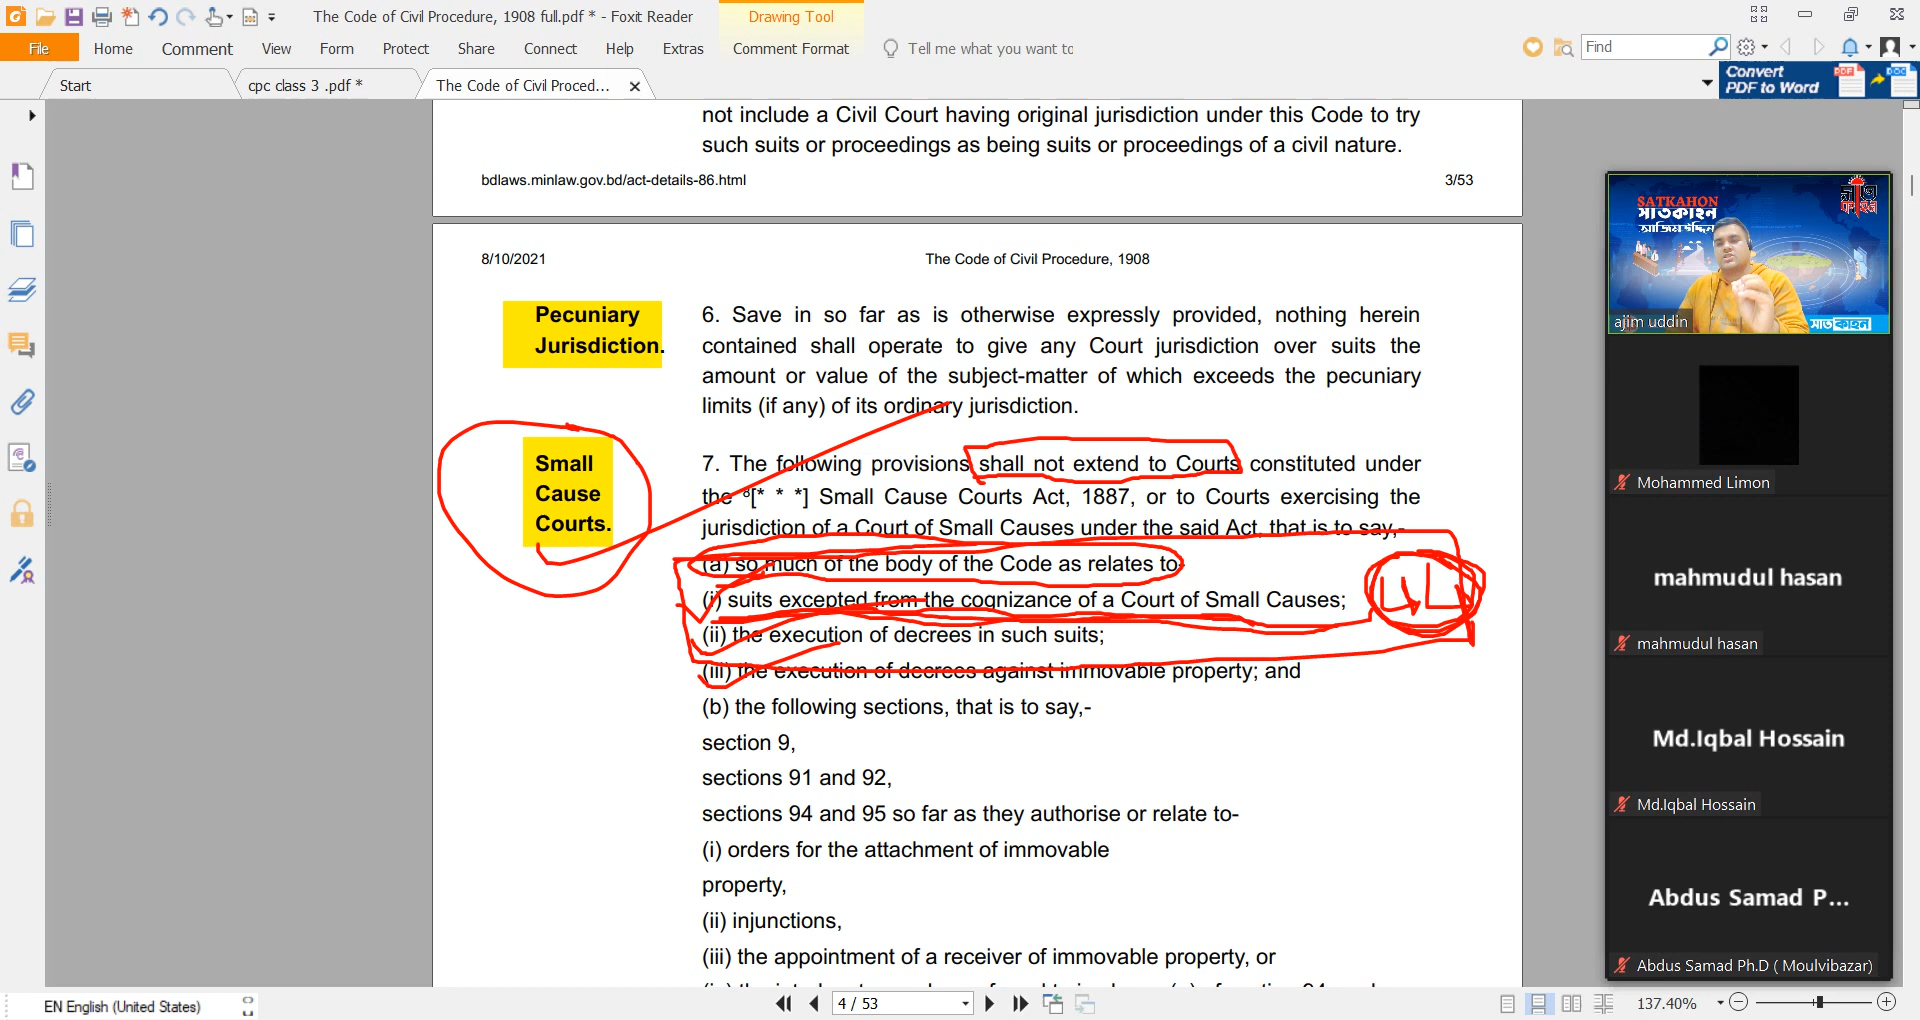 The Code of Civil Procedure, 1908 full.pdf * - Foxit Reader
Drawing Tool
File Home Comment View Form Protect Share Connect Help Extras Comment Format Tell me what you want to
Find
Start
cpc class 3 .pdf *
The Code of Civil Proced...
Convert
PDF to Word
not include a Civil Court having original jurisdiction under this Code to try
such suits or proceedings as being suits or proceedings of a civil nature.
bdlaws.minlaw.gov.bd/act-details-86.html 3/53
8/10/2021 The Code of Civil Procedure, 1908
Pecuniary
Jurisdiction.
6. Save in so far as is otherwise expressly provided, nothing herein
contained shall operate to give any Court jurisdiction over suits the
amount or value of the subject-matter of which exceeds the pecuniary
limits (if any) of its ordinary jurisdiction.
Small
Cause
Courts.
7. The following provisions shall not extend to Courts constituted under
the [* * *] Small Cause Courts Act, 1887, or to Courts exercising the
jurisdiction of a Court of Small Causes under the said Act, that is to say,-
(a) so much of the body of the Code as relates to-
(i) suits excepted from the cognizance of a Court of Small Causes;
(ii) the execution of decrees in such suits;
(iii) the execution of decrees against immovable property; and
(b) the following sections, that is to say,-
section 9,
sections 91 and 92,
sections 94 and 95 so far as they authorise or relate to-
(i) orders for the attachment of immovable
property,
(ii) injunctions,
(iii) the appointment of a receiver of immovable property, or
SATKAHON
সাতকাহন
আজিম উদ্দিন
ajim uddin
সাতকাহন
Mohammed Limon
mahmudul hasan
mahmudul hasan
Md.Iqbal Hossain
Md.Iqbal Hossain
Abdus Samad P...
Abdus Samad Ph.D ( Moulvibazar)
EN English (United States)
4 / 53
137.40%